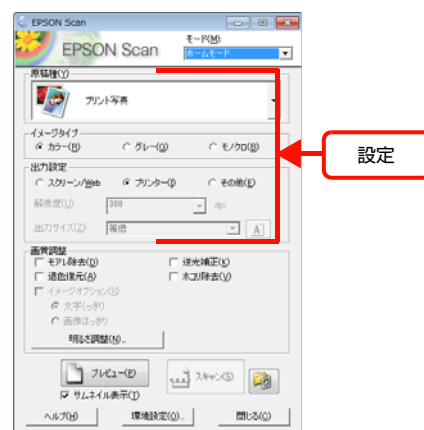 EPSON Scan
EPSON Scan
モード(M):
ホームモード
原稿種(Y)
プリント写真
イメージタイプ
カラー(R) グレー(G) モノクロ(B)
出力設定
スクリーン/Web プリンター(I) その他(E)
解像度(U) 300 dpi
出力サイズ(Z) 等倍 A
設定
画質調整
モアレ除去(D) 逆光補正(K)
退色復元(A) ホコリ除去(V)
イメージオプション(X)
文字くっきり
画像はっきり
明るさ調整(N)...
プレビュー(P) スキャン(S)
サムネイル表示(T)
ヘルプ(H) 環境設定(O)... 閉じる(C)